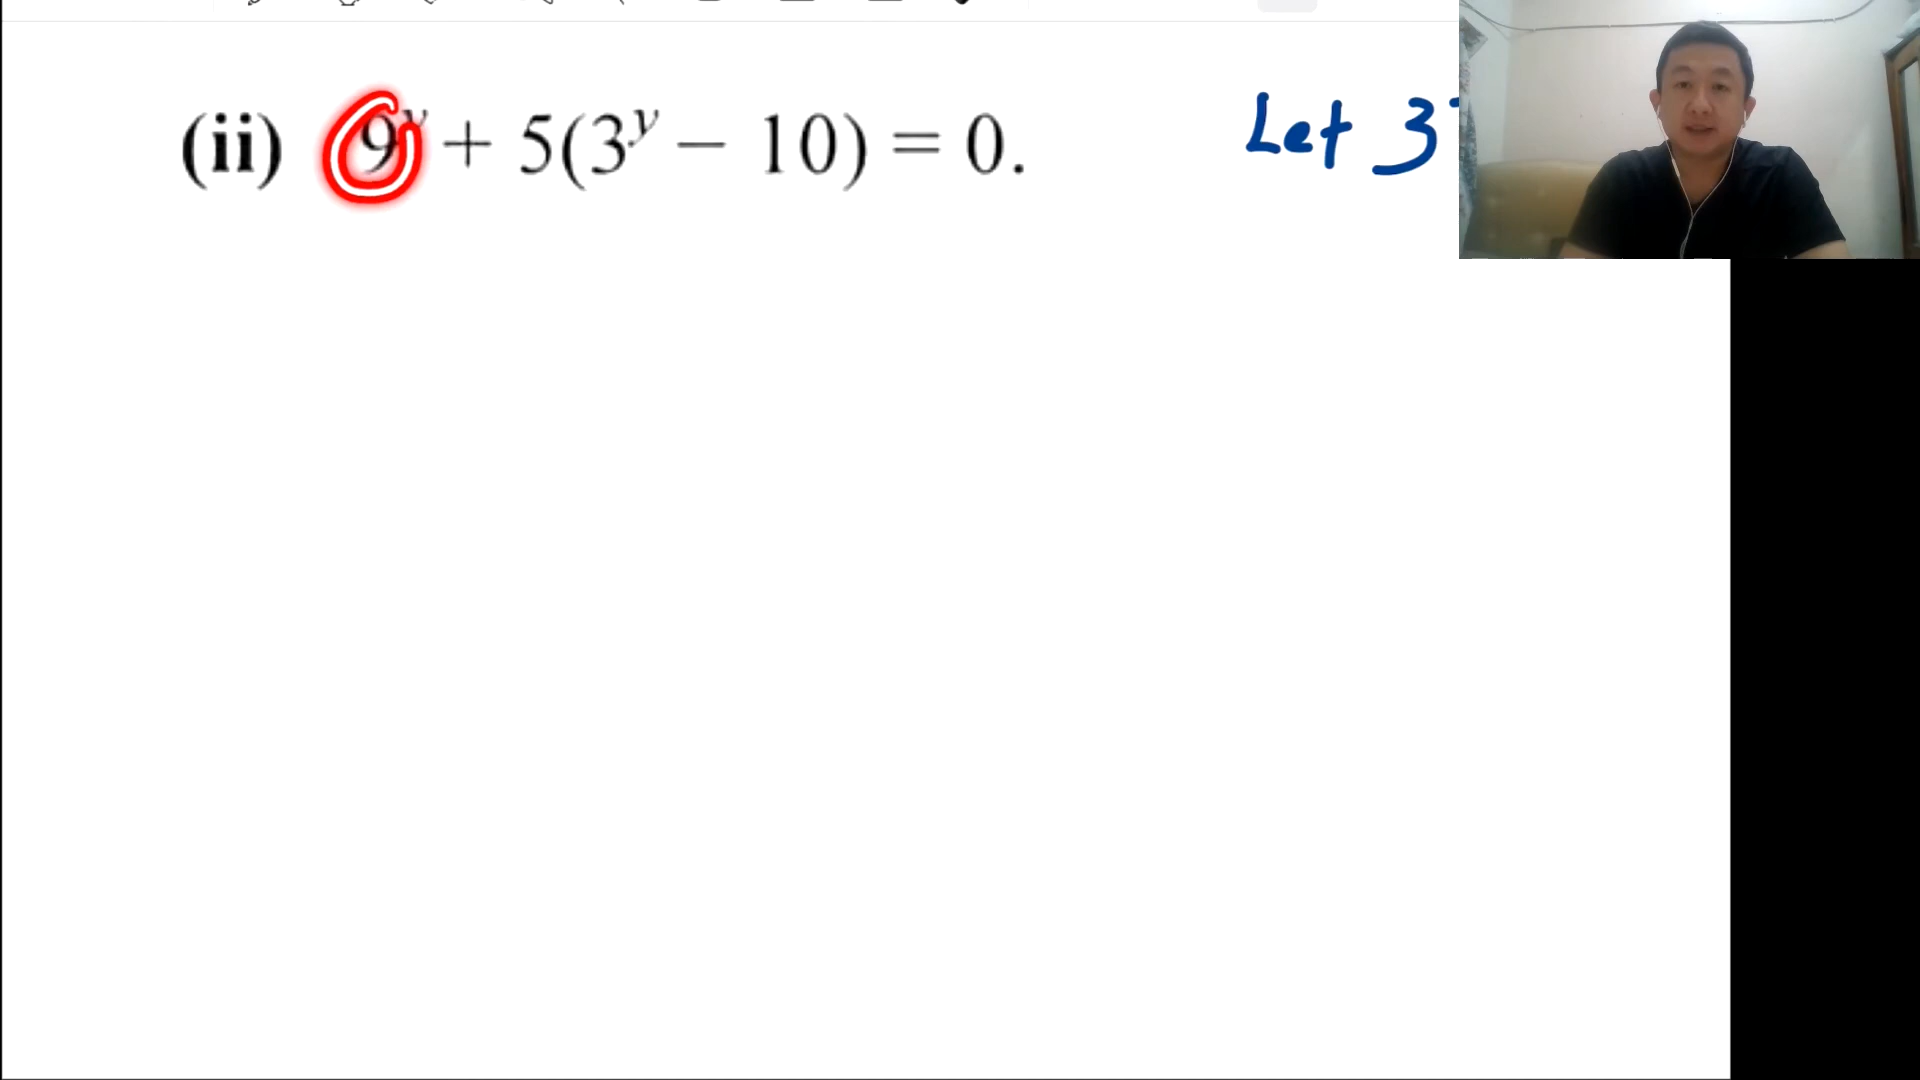 (ii) 9^y + 5(3^y − 10) = 0.
Let 3